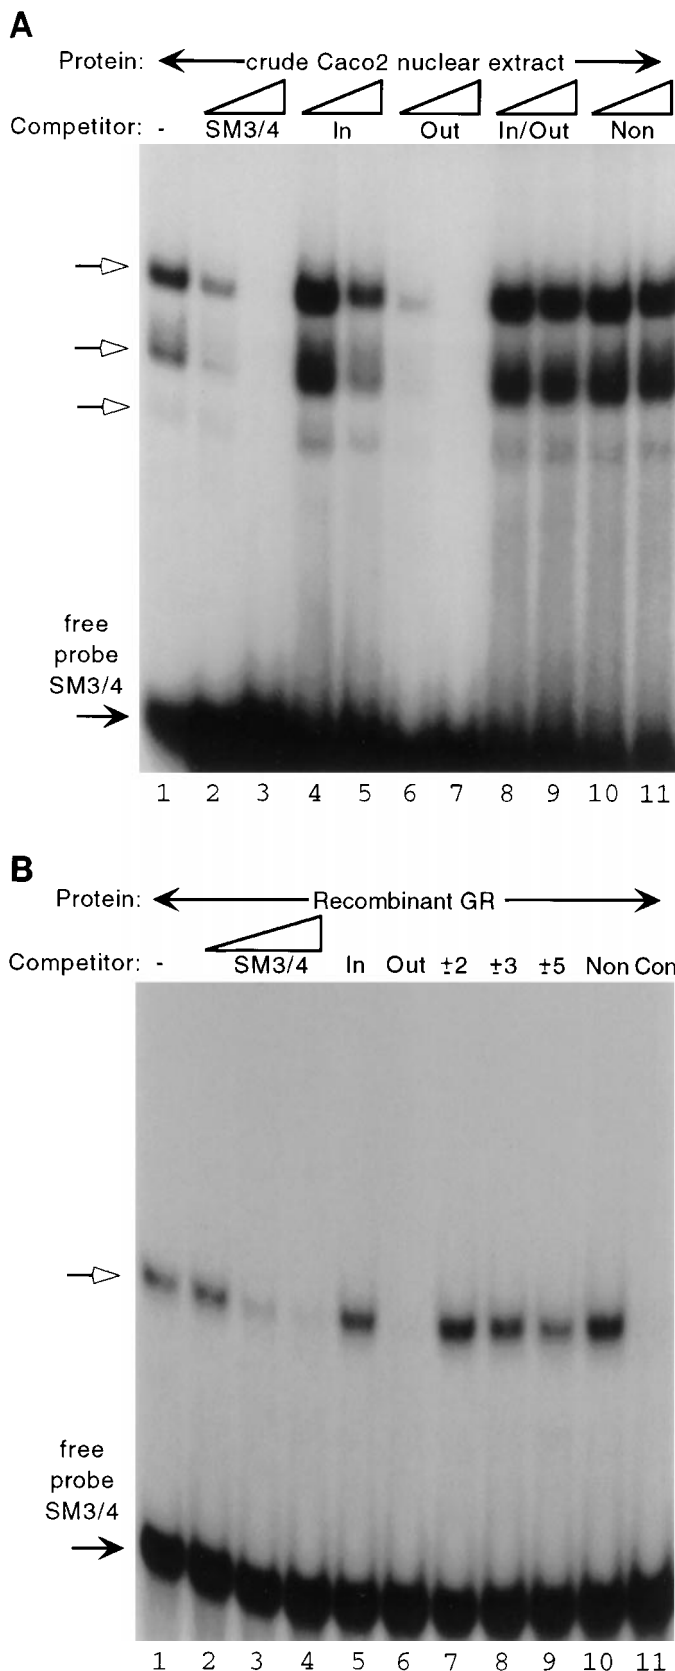 A
Protein: crude Caco2 nuclear extract
Competitor: - SM3/4 In Out In/Out Non
free
probe
SM3/4
1 2 3 4 5 6 7 8 9 10 11
B
Protein: Recombinant GR
Competitor: - SM3/4 In Out ±2 ±3 ±5 Non Con
free
probe
SM3/4
1 2 3 4 5 6 7 8 9 10 11